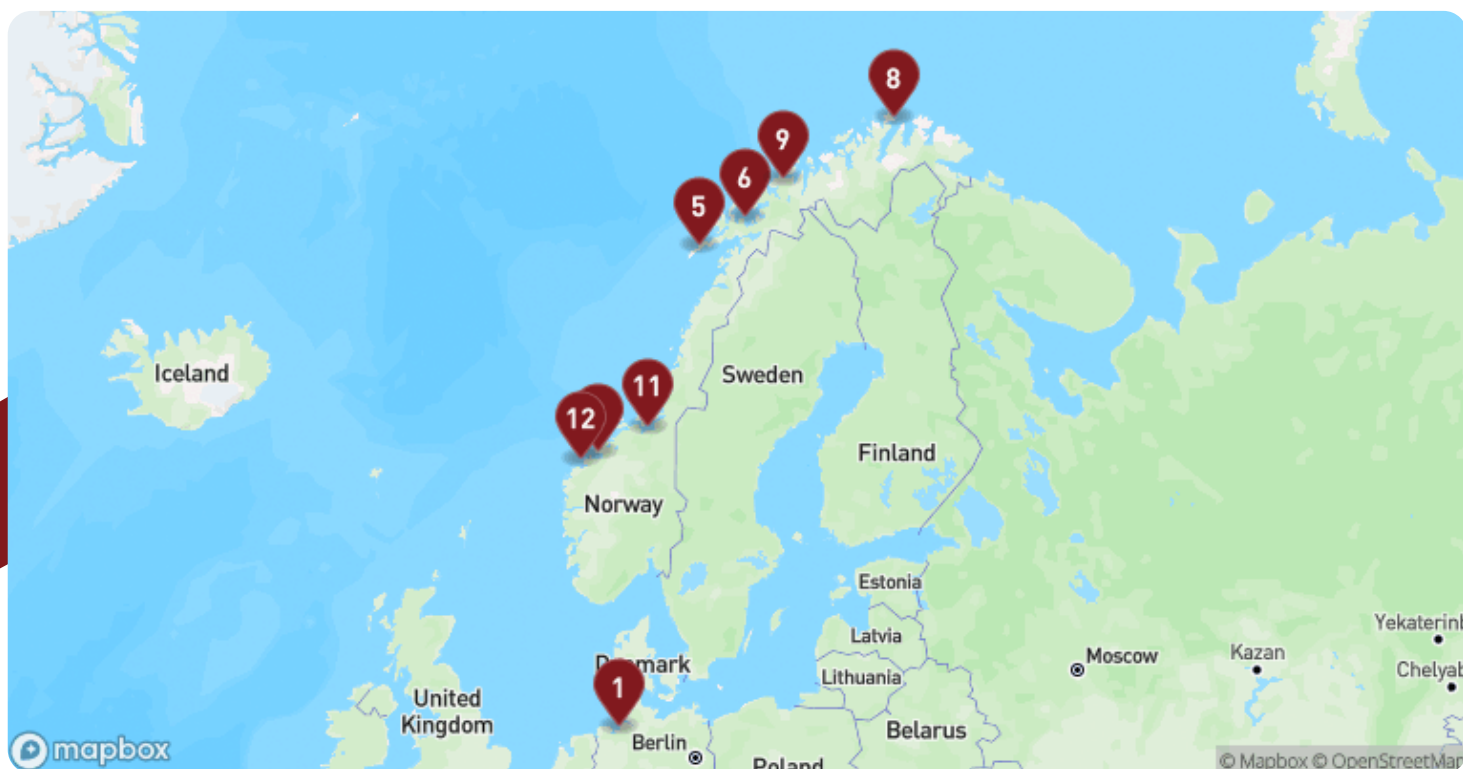 8
9
6
5
Iceland
Sweden
11
12
Finland
Norway
Estonia
Latvia
Yekaterinb
Moscow
Kazan
Denmark
Lithuania
Chelyab
1
United
Kingdom
Belarus
Berlin
Poland
mapbox
© Mapbox © OpenStreetMap